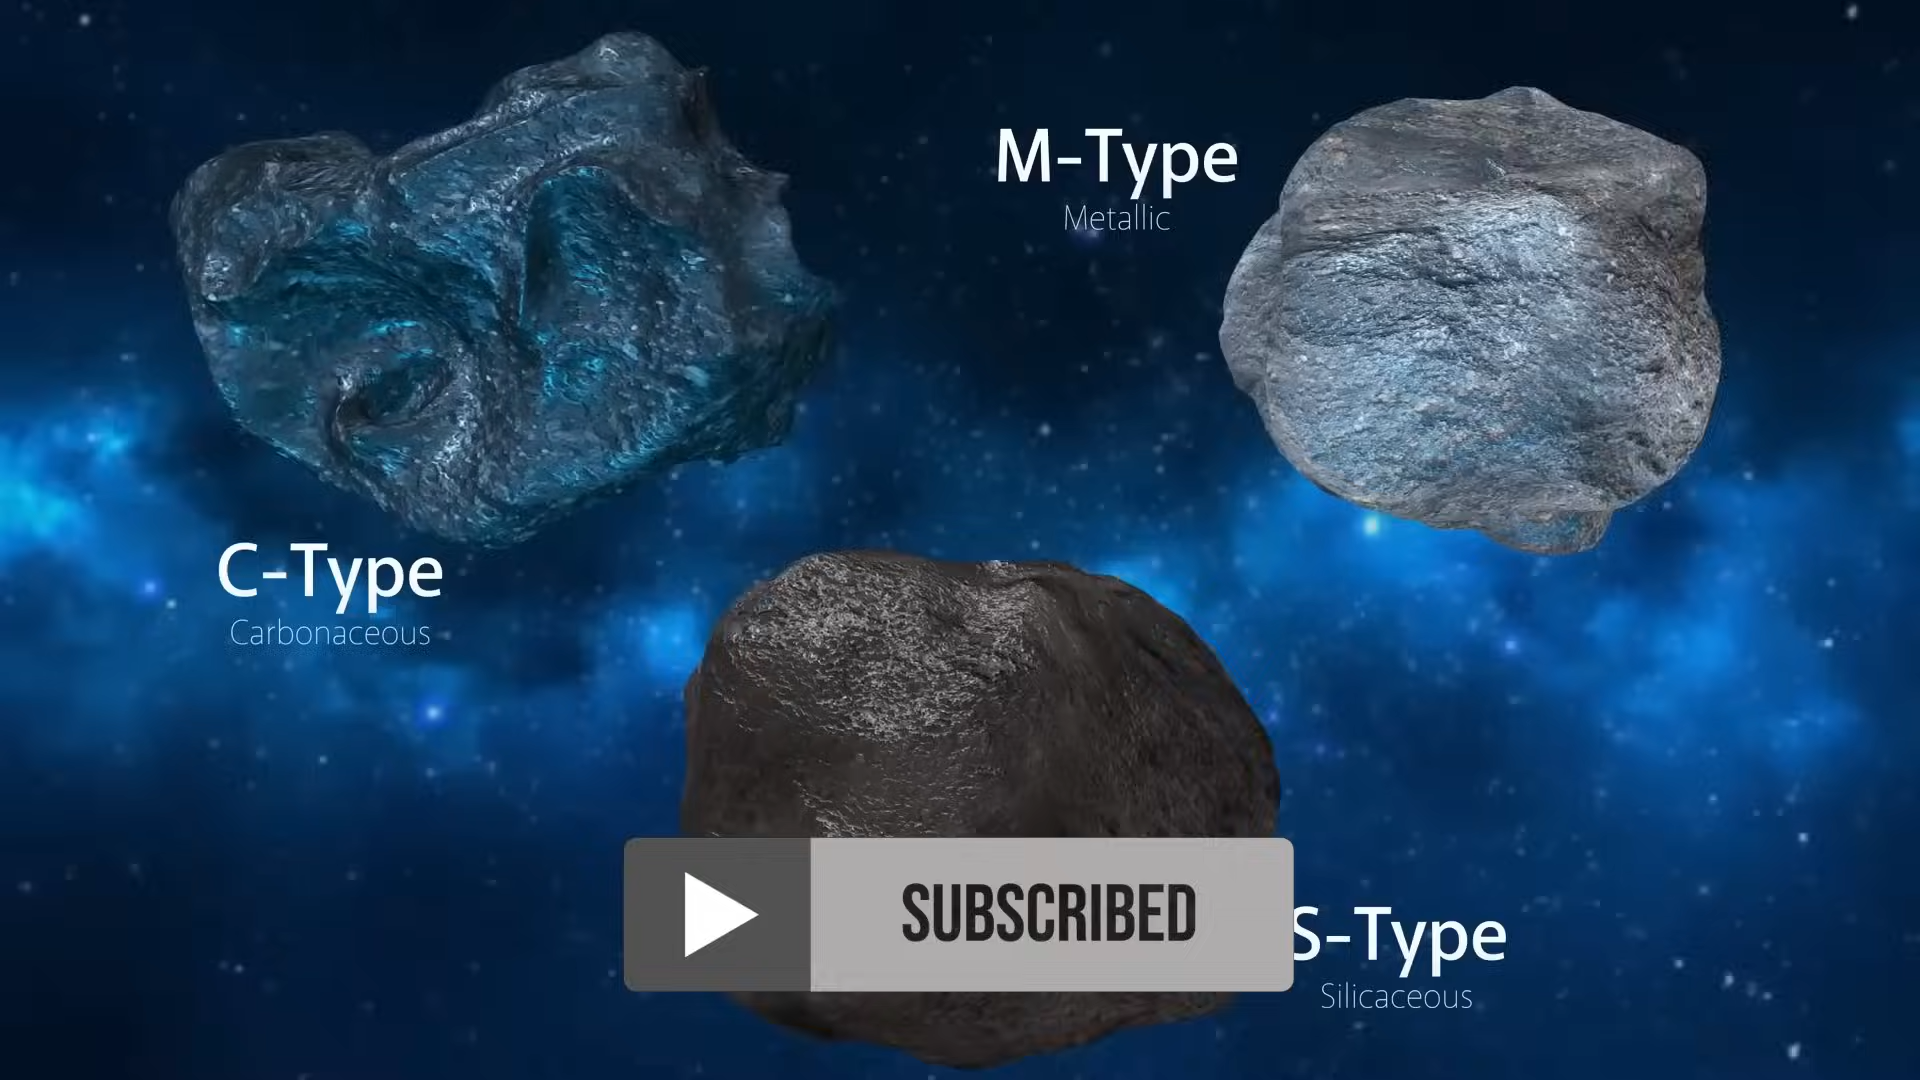 M-Type
Metallic
C-Type
Carbonaceous
SUBSCRIBED
S-Type
Silicaceous